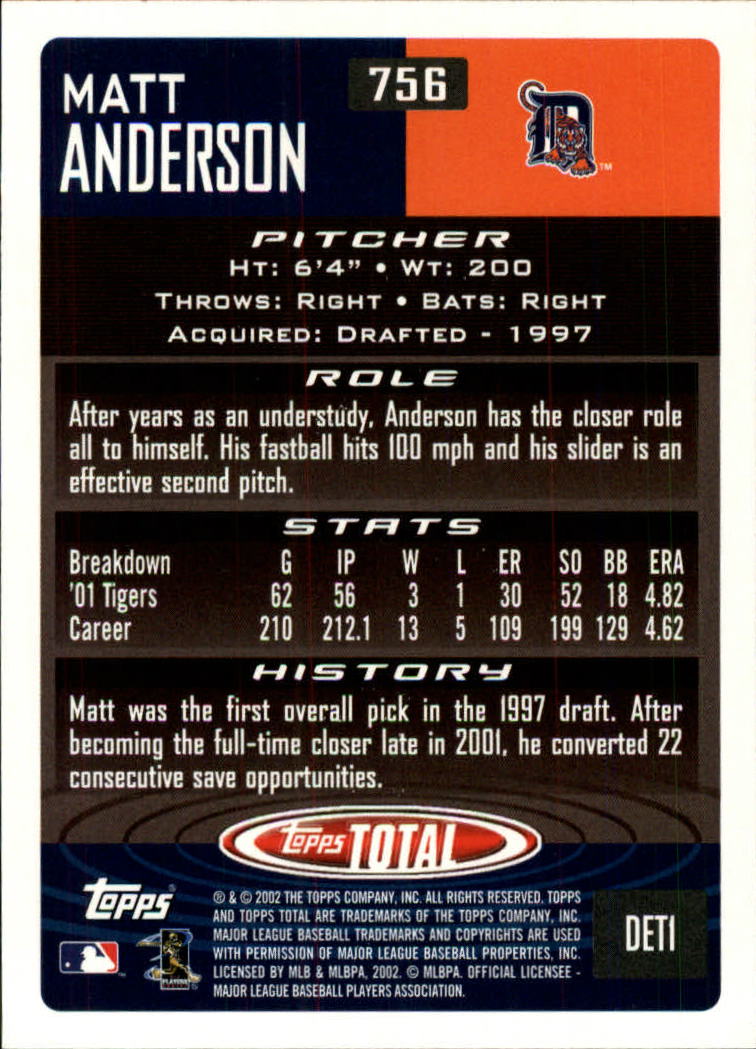 MATT
ANDERSON
756
D
TM
PITCHER
HT: 6'4" • WT: 200
THROWS: RIGHT • BATS: RIGHT
ACQUIRED: DRAFTED - 1997
ROLE
After years as an understudy, Anderson has the closer role
all to himself. His fastball hits 100 mph and his slider is an
effective second pitch.
STATS
Breakdown G IP W L ER SO BB ERA
'01 Tigers 62 56 3 1 30 52 18 4.82
Career 210 212.1 13 5 109 199 129 4.62
HISTORY
Matt was the first overall pick in the 1997 draft. After
becoming the full-time closer late in 2001, he converted 22
consecutive save opportunities.
Topps TOTAL
Topps®
® & © 2002 THE TOPPS COMPANY, INC. ALL RIGHTS RESERVED. TOPPS
AND TOPPS TOTAL ARE TRADEMARKS OF THE TOPPS COMPANY, INC.
MAJOR LEAGUE BASEBALL TRADEMARKS AND COPYRIGHTS ARE USED
WITH PERMISSION OF MAJOR LEAGUE BASEBALL PROPERTIES, INC.
LICENSED BY MLB & MLBPA, 2002. © MLBPA. OFFICIAL LICENSEE -
MAJOR LEAGUE BASEBALL PLAYERS ASSOCIATION.
PLAYERS
DET1